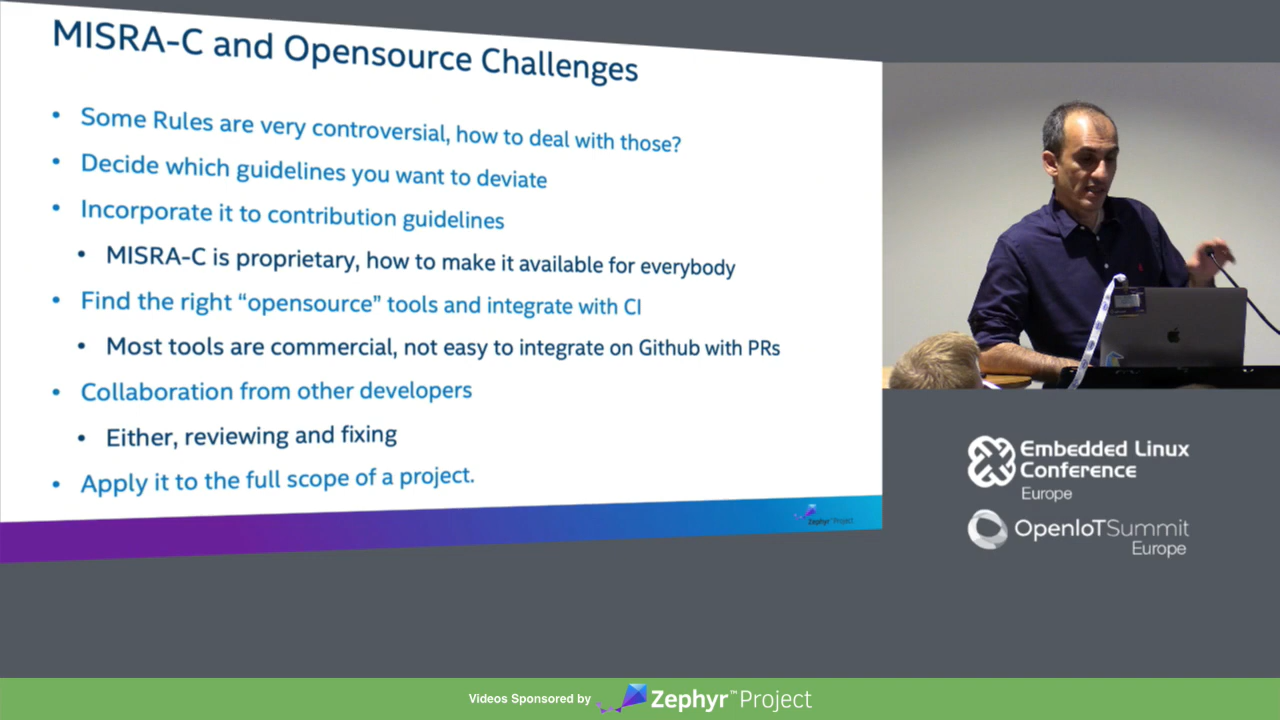 MISRA-C and Opensource Challenges
• Some Rules are very controversial, how to deal with those?
• Decide which guidelines you want to deviate
• Incorporate it to contribution guidelines
• MISRA-C is proprietary, how to make it available for everybody
• Find the right “opensource” tools and integrate with CI
• Most tools are commercial, not easy to integrate on Github with PRs
• Collaboration from other developers
• Either, reviewing and fixing
• Apply it to the full scope of a project.
Zephyr™Project
Embedded Linux
Conference
Europe
OpenIoTSummit
Europe
Videos Sponsored by Zephyr™Project